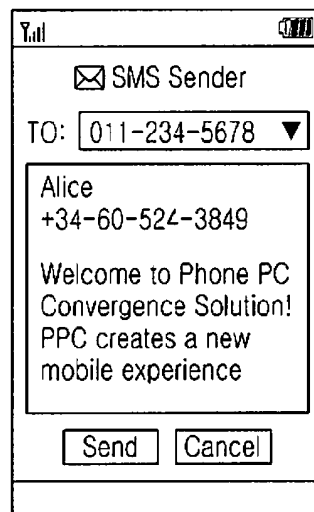 SMS Sender
TO: 011-234-5678 ▼
Alice
+34-60-524-3849
Welcome to Phone PC
Convergence Solution!
PPC creates a new
mobile experience
Send Cancel